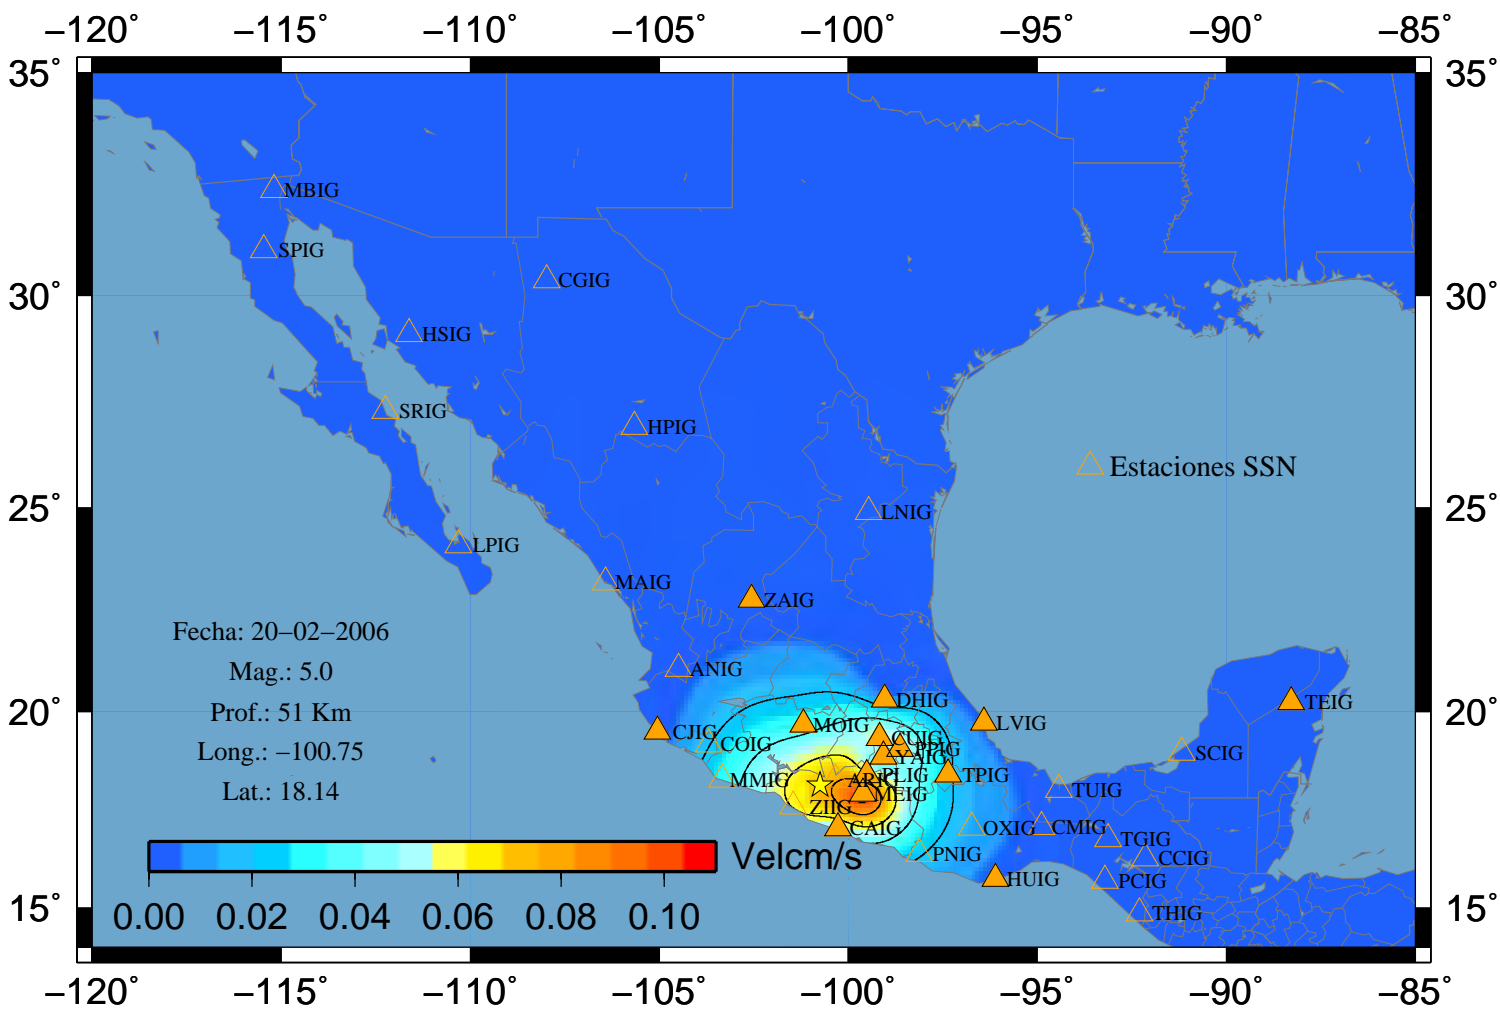 −120° −115° −110° −105° −100° −95° −90° −85°
35° 35°
MBIG
SPIG
CGIG
30° 30°
HSIG
SRIG
HPIG
Estaciones SSN
25° 25°
LNIG
LPIG
MAIG
ZAIG
Fecha: 20−02−2006
Mag.: 5.0
Prof.: 51 Km
Long.: −100.75
Lat.: 18.14
ANIG
DHIG
TEIG
20° 20°
CJIG
MOIG
LVIG
COIG
CUIG
PPIG
YAIG
SCIG
MMIG
PLIG
TPIG
ARIG
MEIG
TUIG
ZIIG
CAIG
OXIG
CMIG
TGIG
PNIG
CCIG
HUIG
PCIG
THIG
15° 15°
Velcm/s
0.00 0.02 0.04 0.06 0.08 0.10
−120° −115° −110° −105° −100° −95° −90° −85°